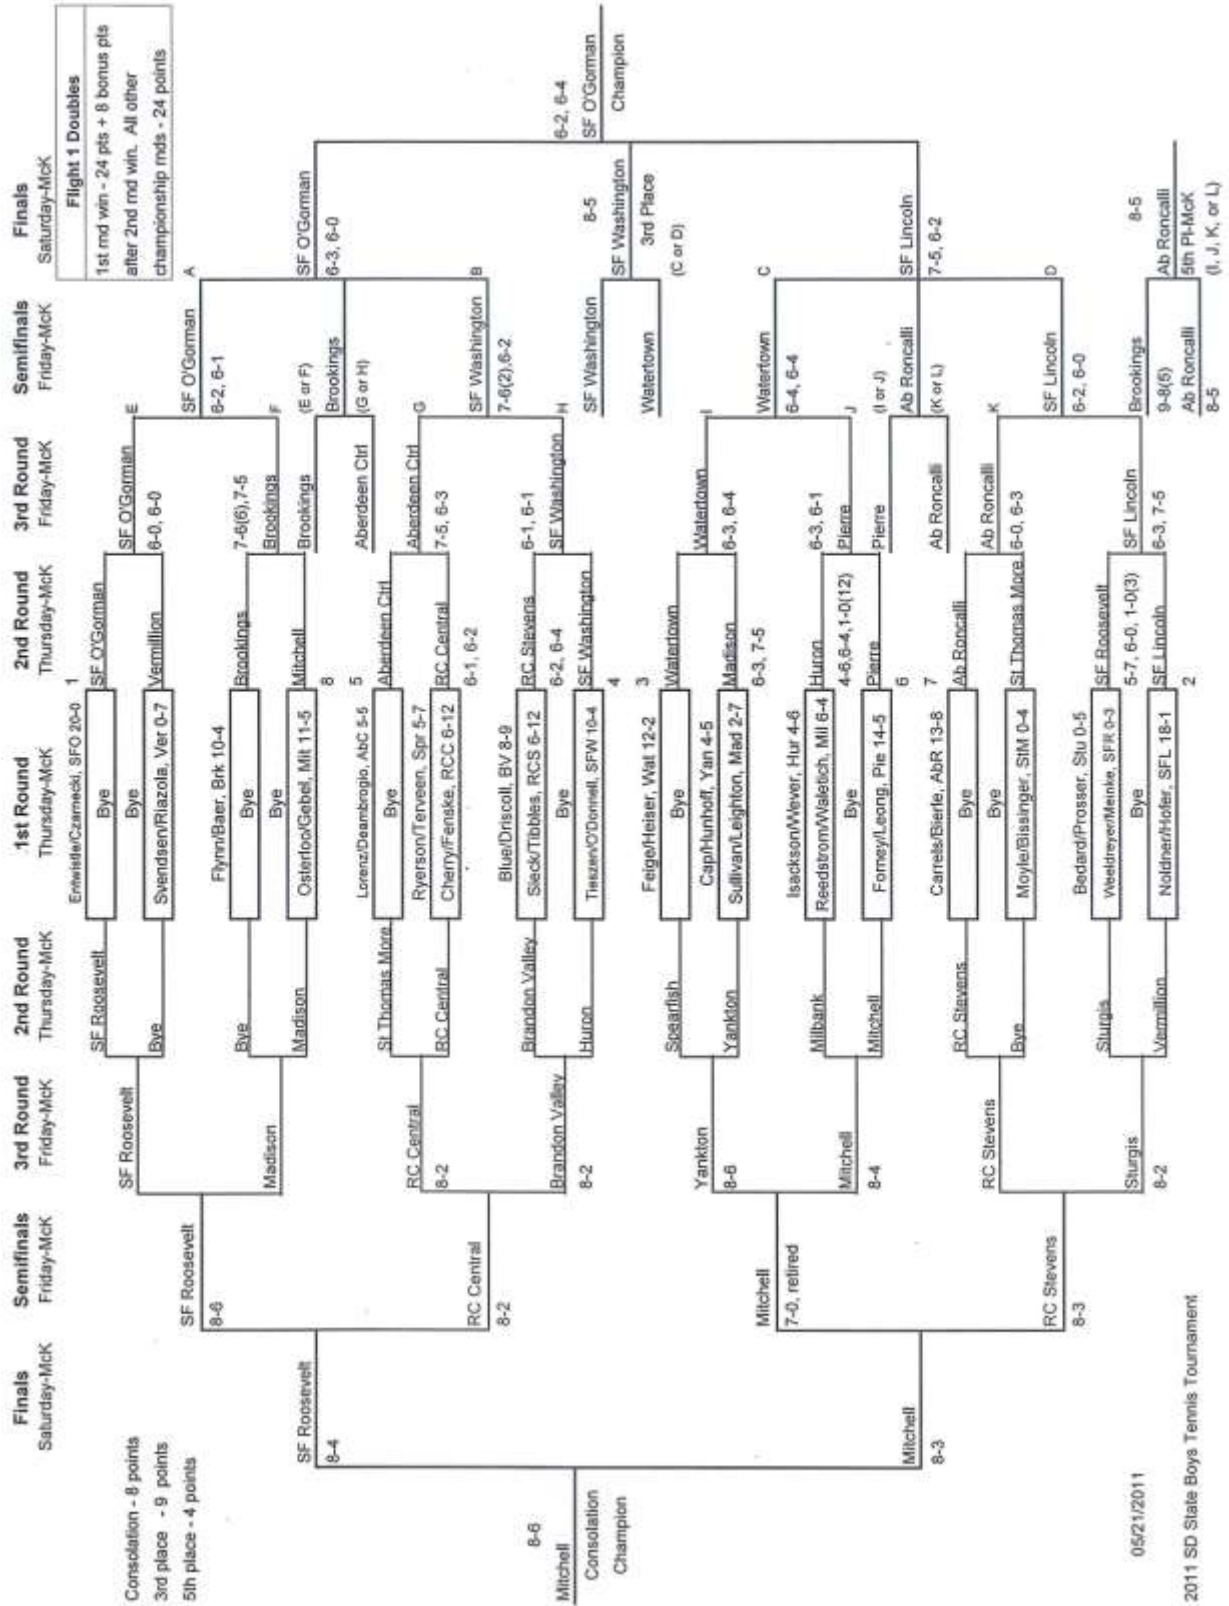 Finals
Saturday-McK
Semifinals
Friday-McK
3rd Round
Friday-McK
2nd Round
Thursday-McK
1st Round
Thursday-McK
2nd Round
Thursday-McK
3rd Round
Friday-McK
Semifinals
Friday-McK
Finals
Saturday-McK
Flight 1 Doubles
1st rnd win - 24 pts + 8 bonus pts
after 2nd rnd win. All other
championship rnds - 24 points
Consolation - 8 points
3rd place - 9 points
5th place - 4 points
Entwistle/Czarnecki, SFO 20-0
1
Bye
Bye
Svendsen/Riazola, Ver 0-7
Flynn/Baer, Brk 10-4
Bye
Bye
Osterloo/Gebel, Mit 11-5
8
Lorenz/Deambrogio, AbC 5-5
5
Bye
Ryerson/Terveen, Spr 5-7
Cherry/Fenske, RCC 6-12
Blue/Driscoll, BV 8-9
Sieck/Tibbles, RCS 6-12
Bye
Tieszen/O'Donnell, SFW 10-4
4
Feige/Heiser, Wat 12-2
3
Bye
Cap/Hunhoff, Yan 4-5
Sullivan/Leighton, Mad 2-7
Isackson/Wever, Hur 4-6
Reedstrom/Waletich, Mil 6-4
Bye
Forney/Leong, Pie 14-5
6
Carrels/Bierle, AbR 13-8
7
Bye
Bye
Moyle/Bissinger, StM 0-4
Bedard/Prosser, Stu 0-5
Weeldreyer/Meinke, SFR 0-3
Bye
Noldner/Hofer, SFL 18-1
2
SF O'Gorman
Vermillion
Brookings
Mitchell
Aberdeen Ctrl
RC Central
6-1, 6-2
RC Stevens
6-2, 6-4
SF Washington
Watertown
Madison
6-3, 7-5
Huron
4-6,6-4,1-0(12)
Pierre
Ab Roncalli
St Thomas More
SF Roosevelt
5-7, 6-0, 1-0(3)
SF Lincoln
SF O'Gorman
6-0, 6-0
7-6(6),7-5
Brookings
Brookings
Aberdeen Ctrl
Aberdeen Ctrl
7-5, 6-3
6-1, 6-1
SF Washington
Watertown
6-3, 6-4
6-3, 6-1
Pierre
Pierre
Ab Roncalli
Ab Roncalli
6-0, 6-3
SF Lincoln
6-3, 7-5
E
SF O'Gorman
6-2, 6-1
F
(E or F)
Brookings
(G or H)
G
SF Washington
7-6(2),6-2
H
SF Washington
Watertown
I
Watertown
6-4, 6-4
J
(I or J)
Ab Roncalli
(K or L)
K
SF Lincoln
6-2, 6-0
Brookings
9-8(5)
Ab Roncalli
8-5
A
SF O'Gorman
6-3, 6-0
B
8-5
SF Washington
3rd Place
(C or D)
C
SF Lincoln
7-5, 6-2
D
8-5
Ab Roncalli
5th Pl-McK
(I, J, K, or L)
6-2, 6-4
SF O'Gorman
Champion
SF Roosevelt
Bye
Bye
Madison
St Thomas More
RC Central
Brandon Valley
Huron
Spearfish
Yankton
Milbank
Mitchell
RC Stevens
Bye
Sturgis
Vermillion
SF Roosevelt
Madison
RC Central
8-2
Brandon Valley
8-2
Yankton
8-6
Mitchell
8-4
RC Stevens
Sturgis
8-2
SF Roosevelt
8-6
RC Central
8-2
Mitchell
7-0, retired
RC Stevens
8-3
SF Roosevelt
8-4
Mitchell
8-3
8-6
Mitchell
Consolation
Champion
05/21/2011
2011 SD State Boys Tennis Tournament